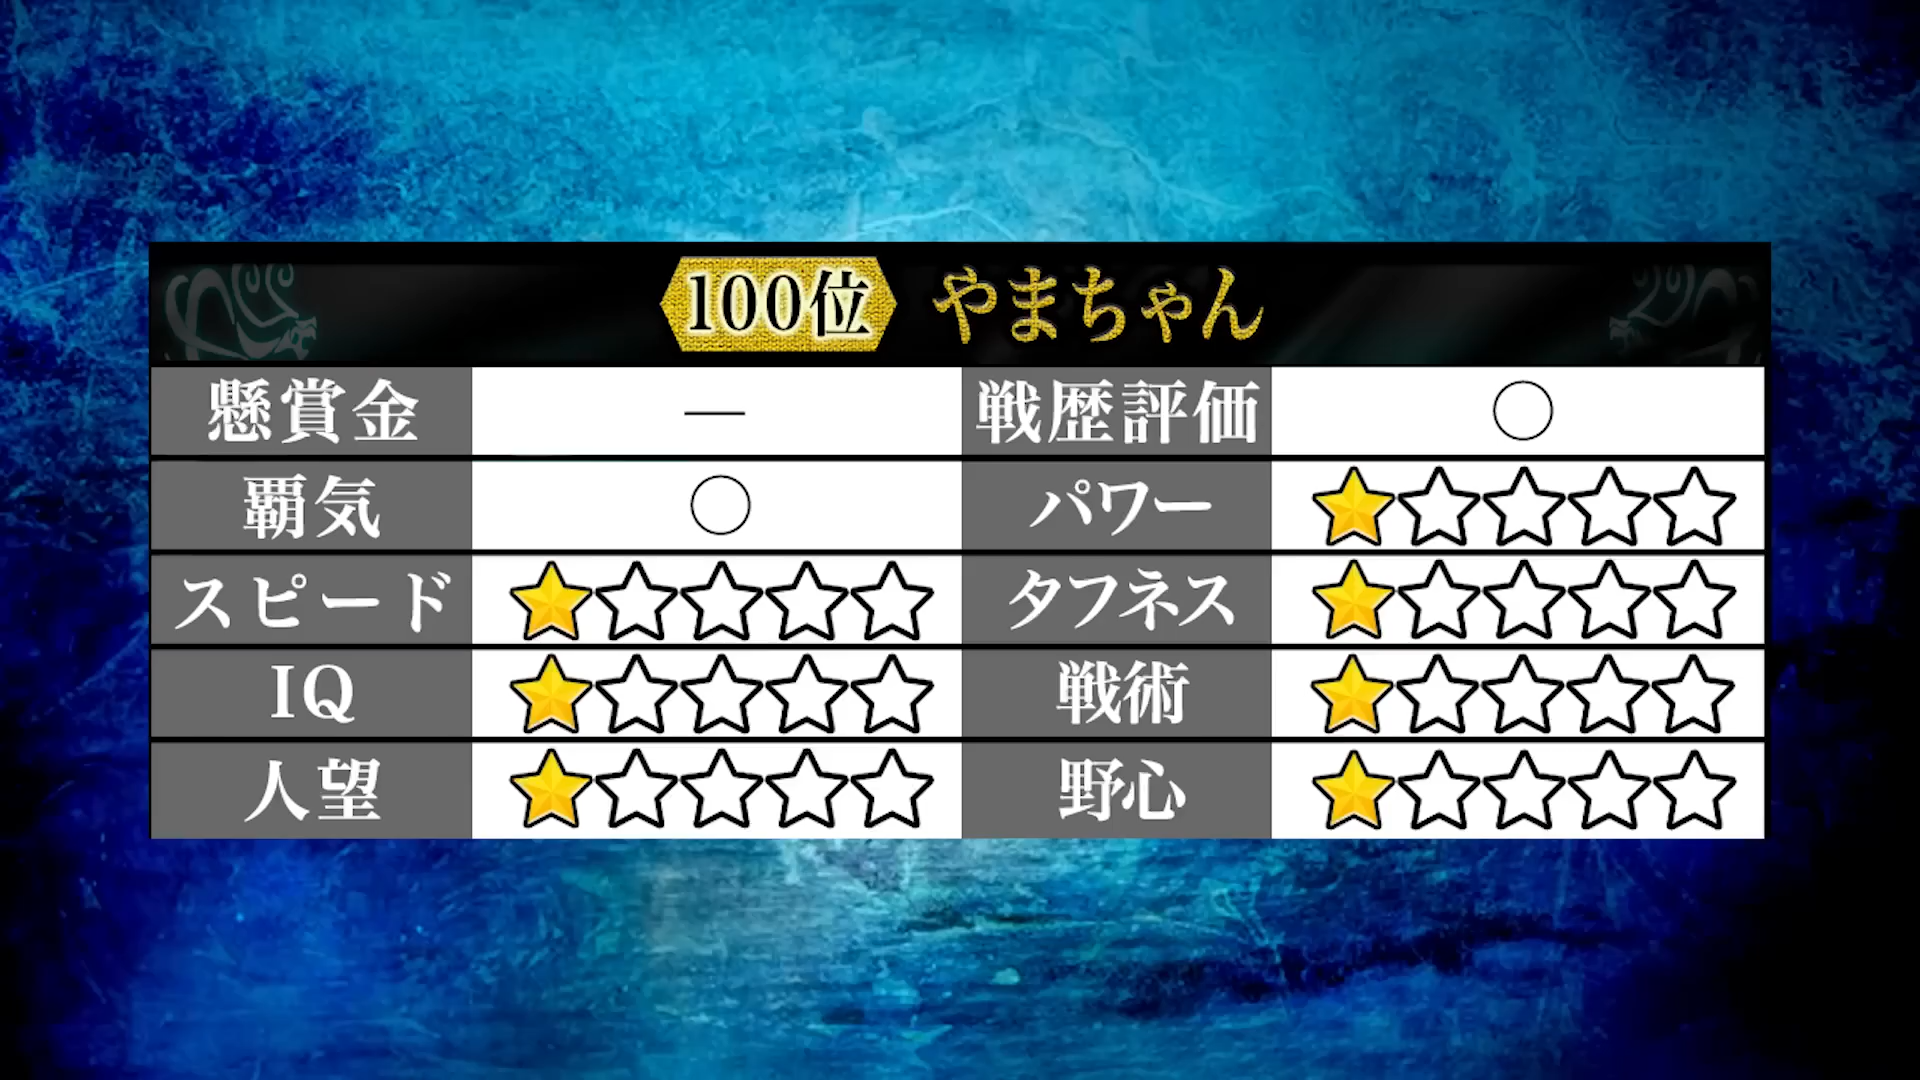 100位 やまちゃん
懸賞金 — 戦歴評価 ○
覇気 ○ パワー ★☆☆☆☆
スピード ★☆☆☆☆ タフネス ★☆☆☆☆
IQ ★☆☆☆☆ 戦術 ★☆☆☆☆
人望 ★☆☆☆☆ 野心 ★☆☆☆☆